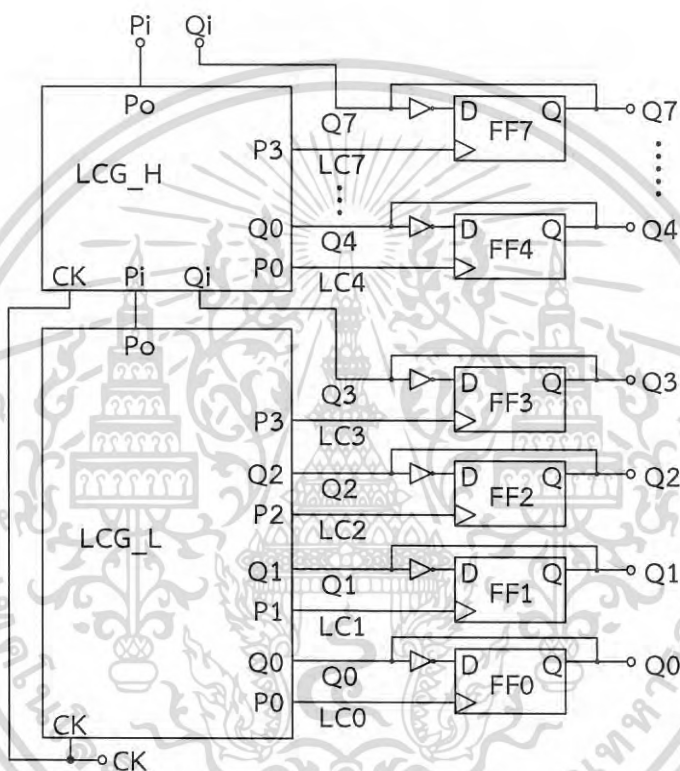 Pi Qi
Po
LCG_H
P3
Q0
P0
CK Pi Qi
Q7
LC7
Q4
LC4
D FF7 Q
Q7
D FF4 Q
Q4
Po
LCG_L
P3
Q2
P2
Q1
P1
Q0
P0
CK
CK
Q3
LC3
Q2
LC2
Q1
LC1
Q0
LC0
D FF3 Q
Q3
D FF2 Q
Q2
D FF1 Q
Q1
D FF0 Q
Q0